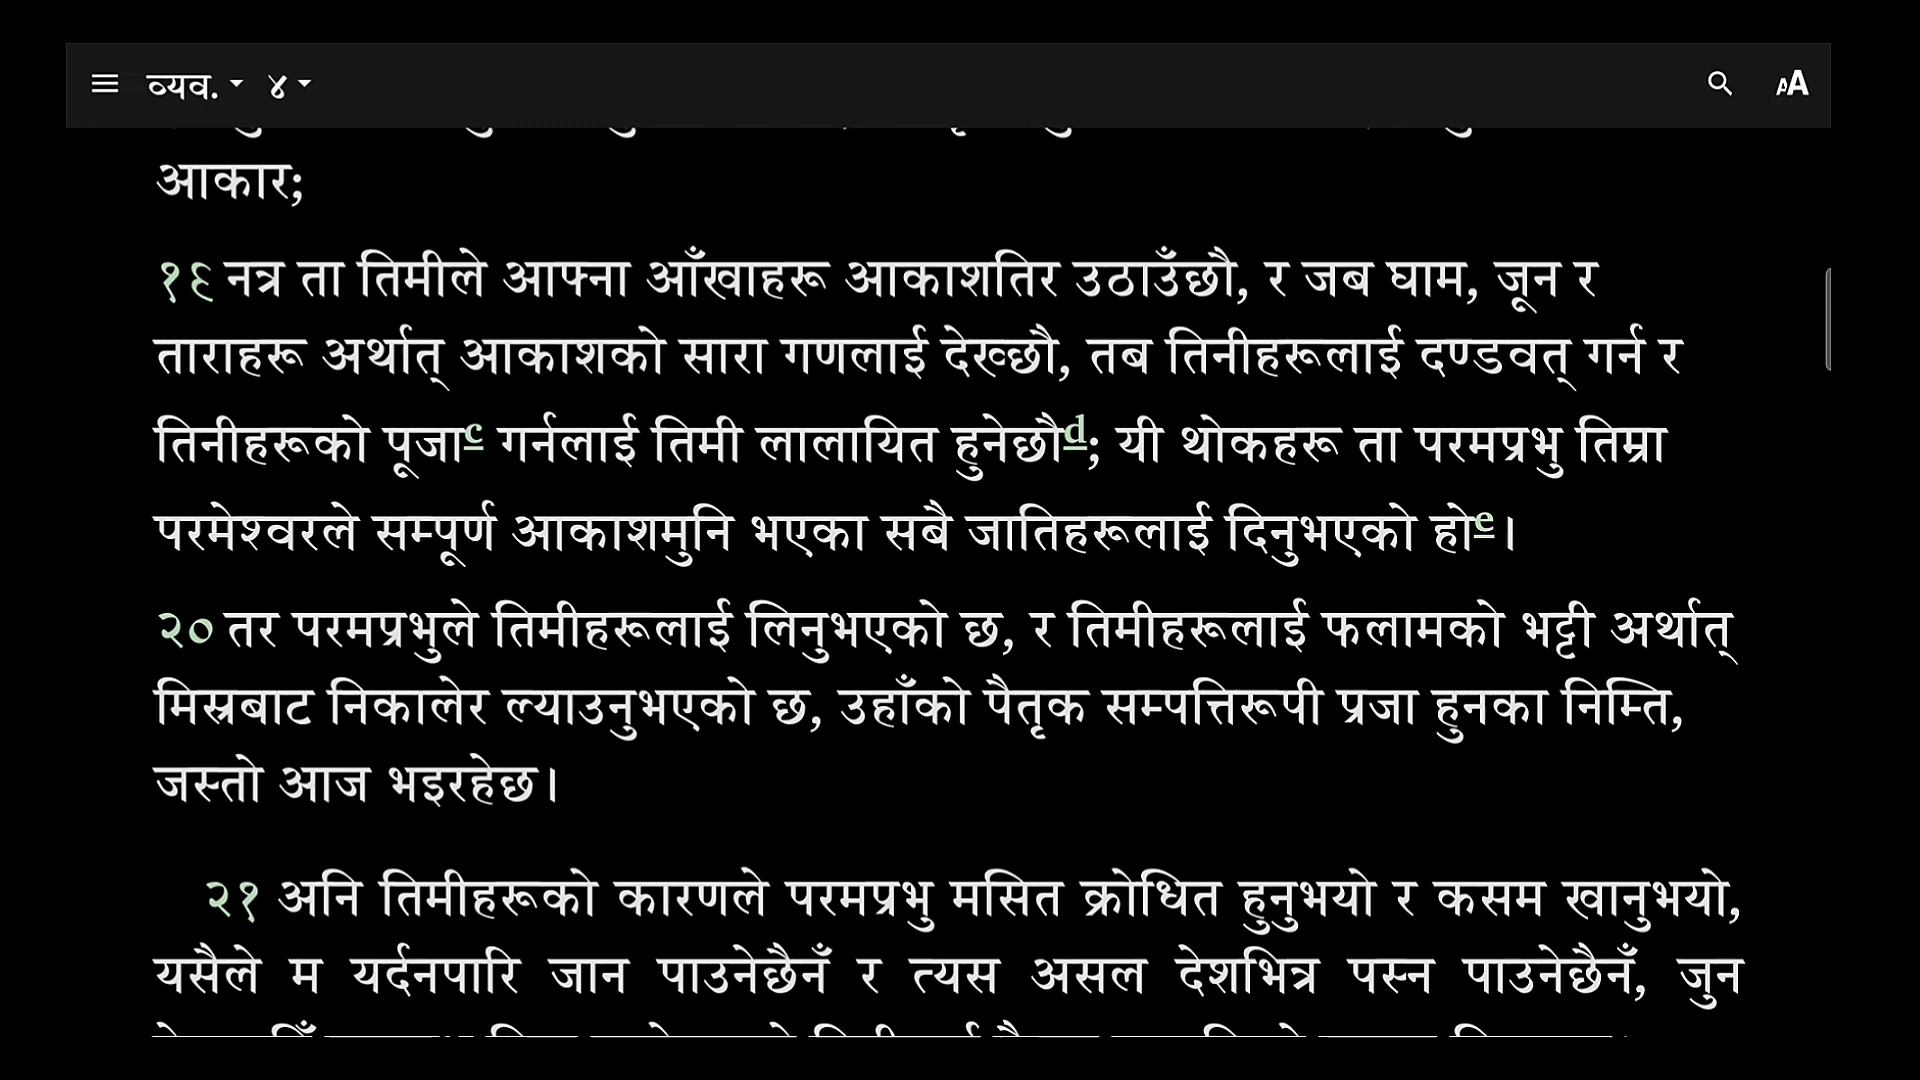 व्यव. ४
आकार;
१९ नत्र ता तिमीले आफ्ना आँखाहरू आकाशतिर उठाउँछौ, र जब घाम, जून र
ताराहरू अर्थात् आकाशको सारा गणलाई देख्छौ, तब तिनीहरूलाई दण्डवत् गर्न र
तिनीहरूको पूजाc गर्नलाई तिमी लालायित हुनेछौd; यी थोकहरू ता परमप्रभु तिम्रा
परमेश्वरले सम्पूर्ण आकाशमुनि भएका सबै जातिहरूलाई दिनुभएको होe।
२० तर परमप्रभुले तिमीहरूलाई लिनुभएको छ, र तिमीहरूलाई फलामको भट्टी अर्थात्
मिस्रबाट निकालेर ल्याउनुभएको छ, उहाँको पैतृक सम्पत्तिरूपी प्रजा हुनका निम्ति,
जस्तो आज भइरहेछ।
२१ अनि तिमीहरूको कारणले परमप्रभु मसित क्रोधित हुनुभयो र कसम खानुभयो,
यसैले म यर्दनपारि जान पाउनेछैनँ र त्यस असल देशभित्र पस्न पाउनेछैनँ, जुन